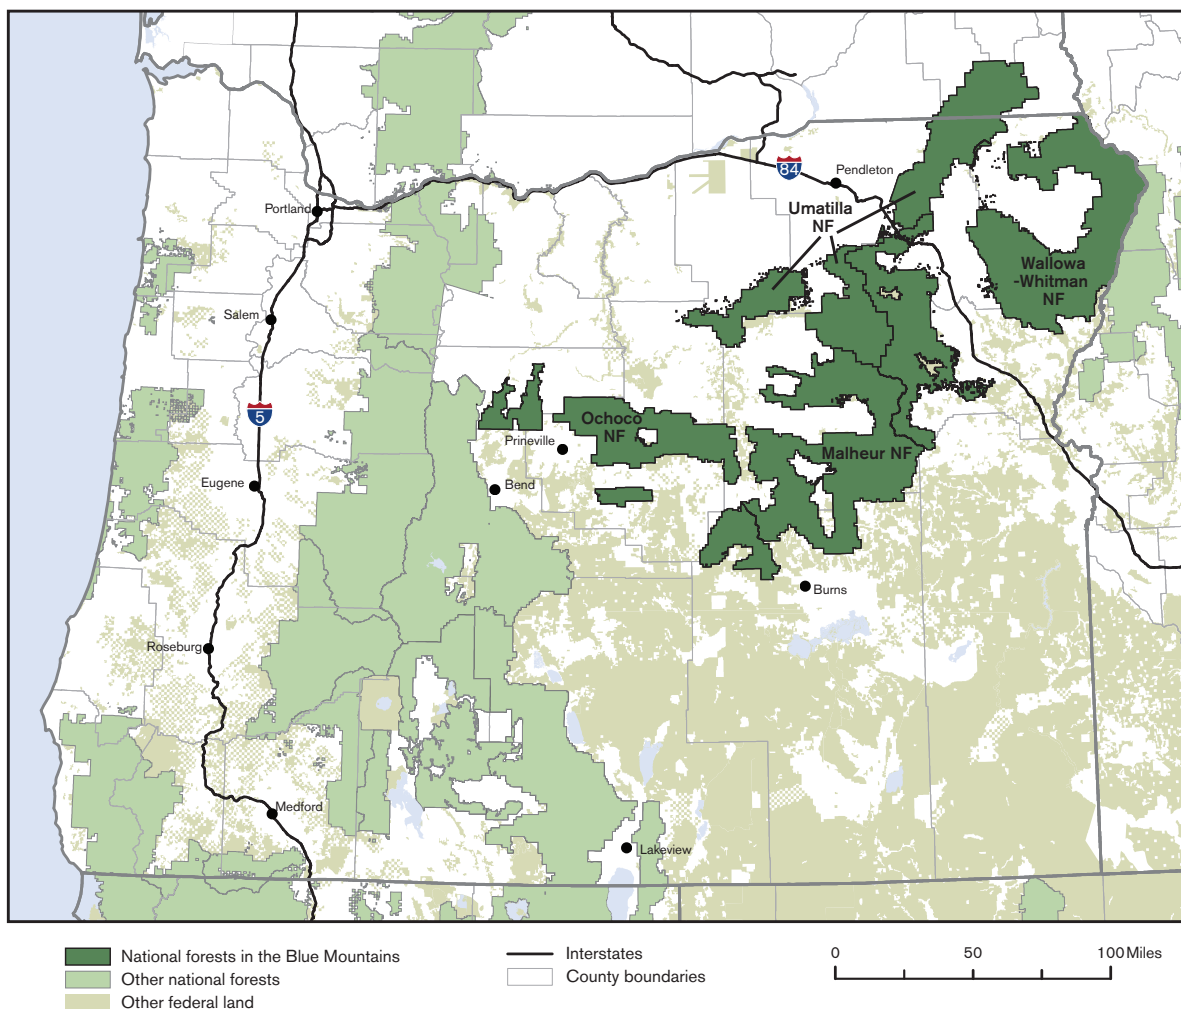 84
Pendleton
Portland
Umatilla
NF
Wallowa
-Whitman
NF
Salem
5
Ochoco
NF
Prineville
Malheur NF
Eugene
Bend
Burns
Roseburg
Medford
Lakeview
National forests in the Blue Mountains
Other national forests
Other federal land
Interstates
County boundaries
0 50 100 Miles